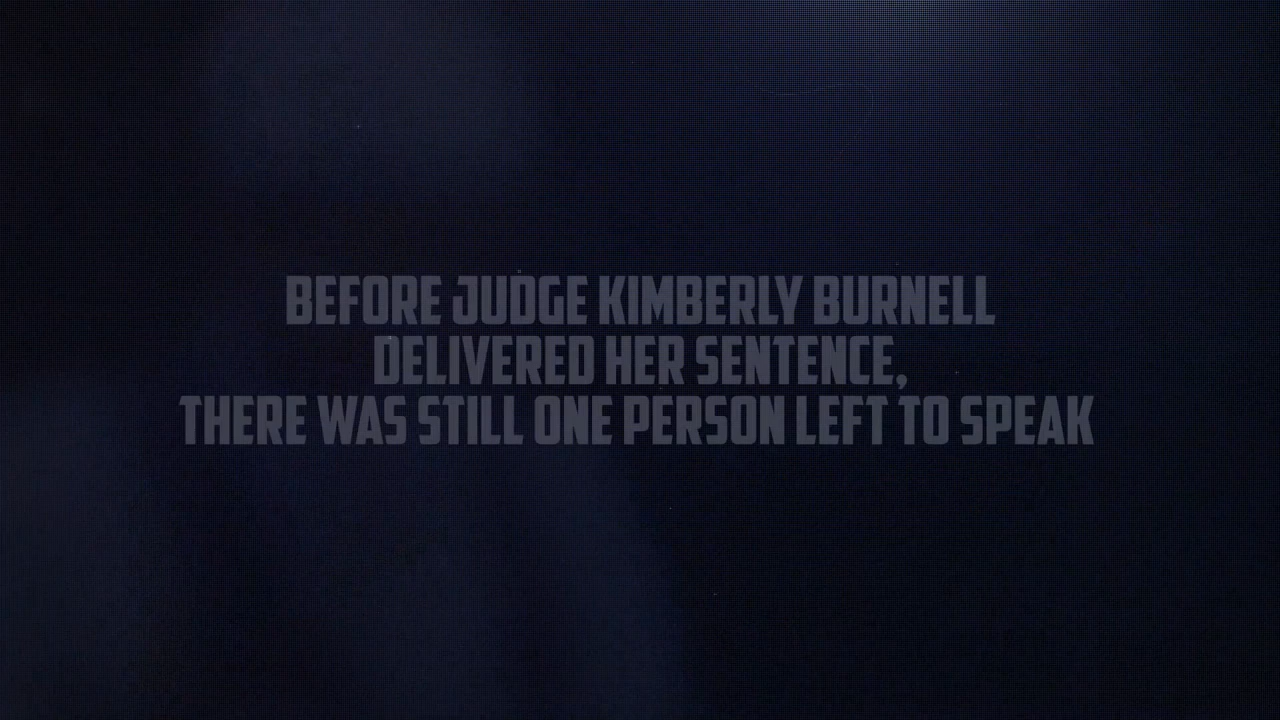 BEFORE JUDGE KIMBERLY BURNELL
DELIVERED HER SENTENCE,
THERE WAS STILL ONE PERSON LEFT TO SPEAK